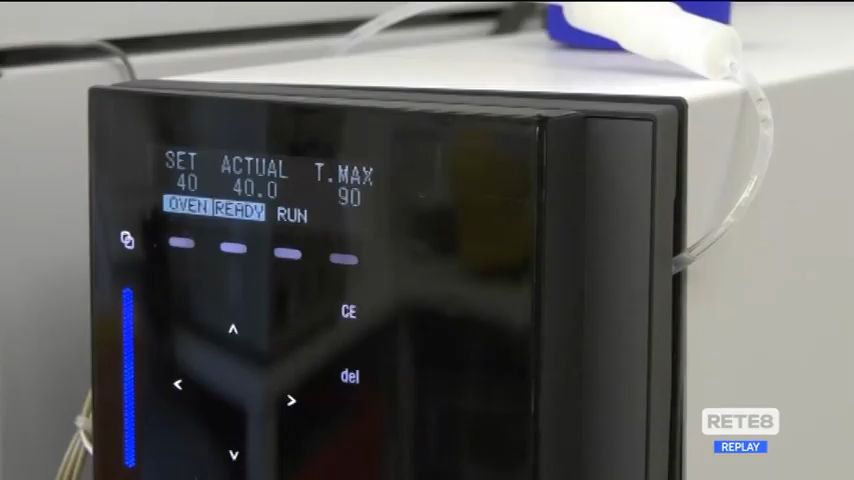 SET ACTUAL T.MAX
40 40.0 90
OVEN READY RUN
CE
del
RETE8
REPLAY